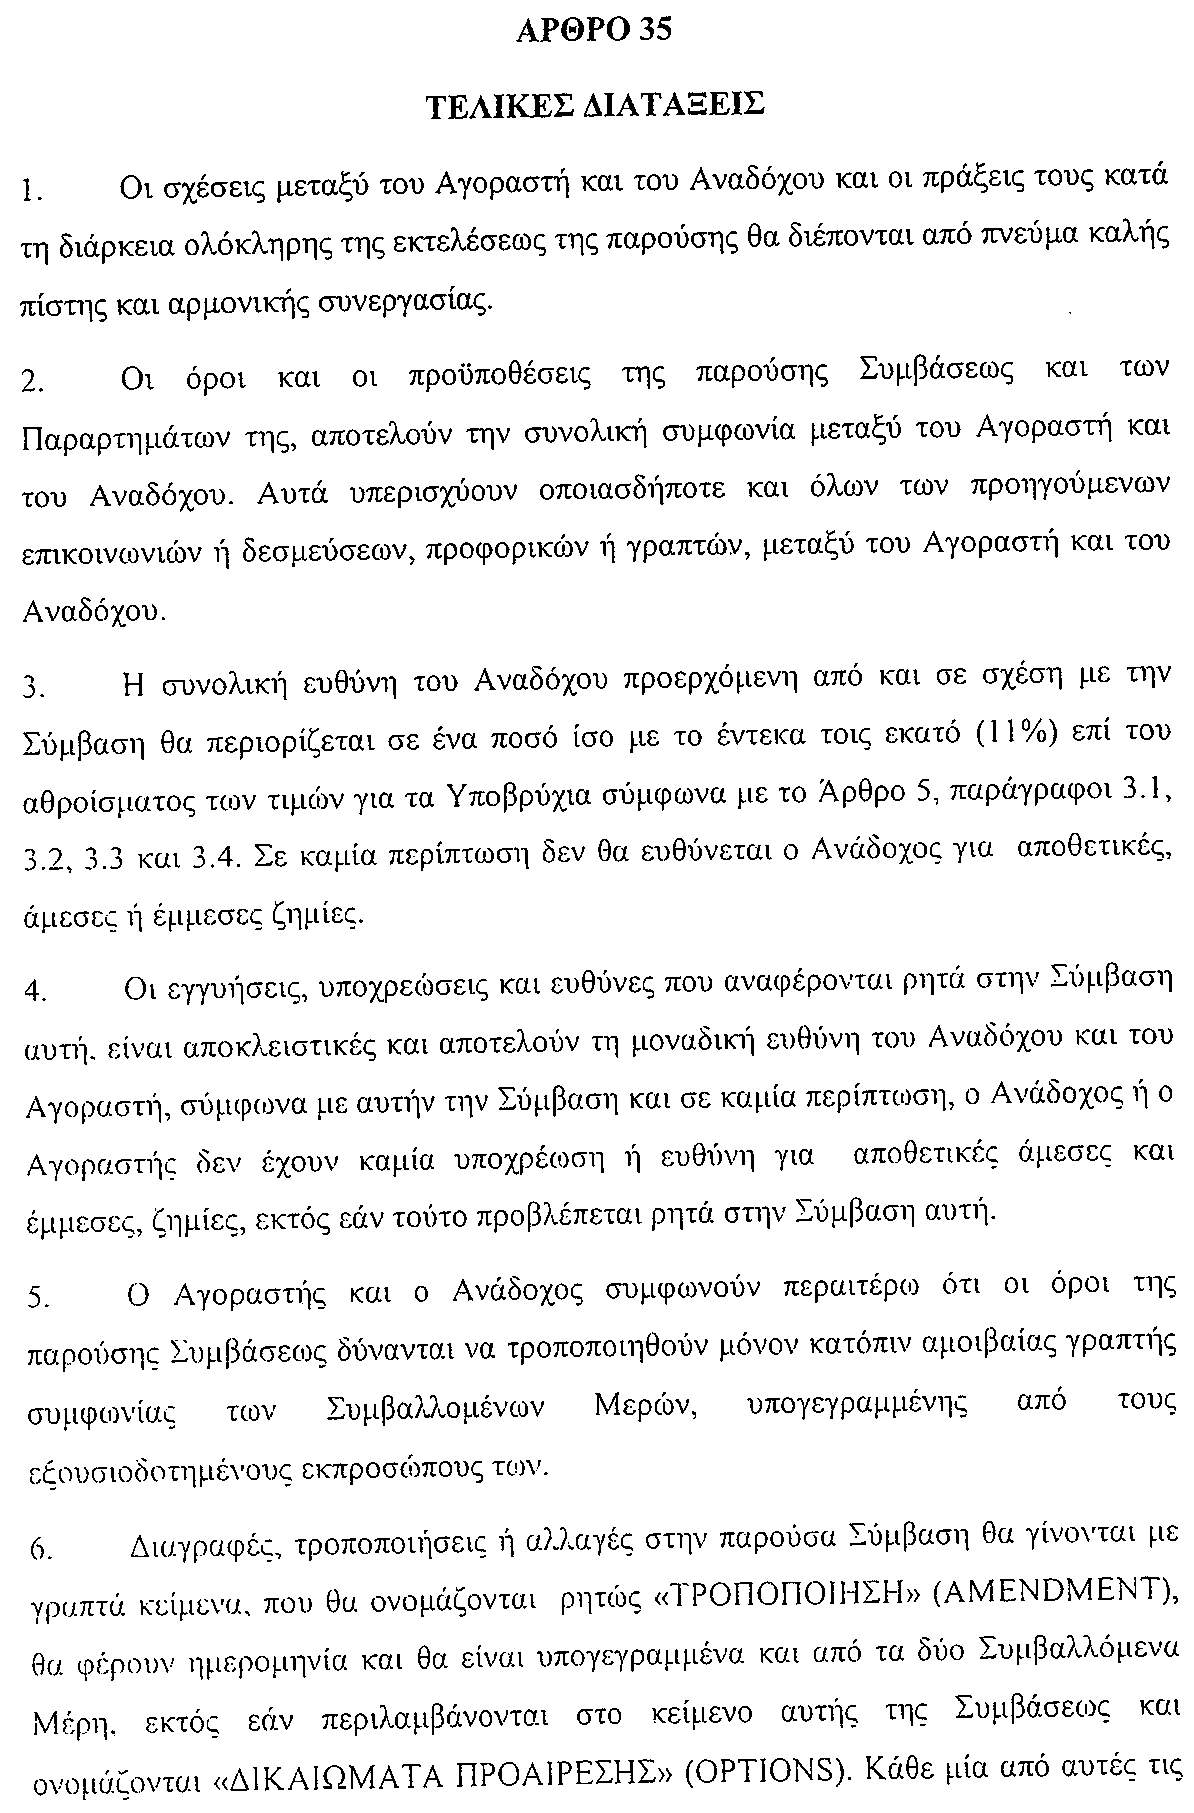 ΑΡΘΡΟ 35
ΤΕΛΙΚΕΣ ΔΙΑΤΑΞΕΙΣ
1. Οι σχέσεις μεταξύ του Αγοραστή και του Αναδόχου και οι πράξεις τους κατά
τη διάρκεια ολόκληρης της εκτελέσεως της παρούσης θα διέπονται από πνεύμα καλής
πίστης και αρμονικής συνεργασίας.
2. Οι όροι και οι προϋποθέσεις της παρούσης Συμβάσεως και των
Παραρτημάτων της, αποτελούν την συνολική συμφωνία μεταξύ του Αγοραστή και
του Αναδόχου. Αυτά υπερισχύουν οποιασδήποτε και όλων των προηγούμενων
επικοινωνιών ή δεσμεύσεων, προφορικών ή γραπτών, μεταξύ του Αγοραστή και του
Αναδόχου.
3. Η συνολική ευθύνη του Αναδόχου προερχόμενη από και σε σχέση με την
Σύμβαση θα περιορίζεται σε ένα ποσό ίσο με το έντεκα τοις εκατό (11%) επί του
αθροίσματος των τιμών για τα Υποβρύχια σύμφωνα με το Άρθρο 5, παράγραφοι 3.1,
3.2, 3.3 και 3.4. Σε καμία περίπτωση δεν θα ευθύνεται ο Ανάδοχος για αποθετικές,
άμεσες ή έμμεσες ζημίες.
4. Οι εγγυήσεις, υποχρεώσεις και ευθύνες που αναφέρονται ρητά στην Σύμβαση
αυτή, είναι αποκλειστικές και αποτελούν τη μοναδική ευθύνη του Αναδόχου και του
Αγοραστή, σύμφωνα με αυτήν την Σύμβαση και σε καμία περίπτωση, ο Ανάδοχος ή ο
Αγοραστής δεν έχουν καμία υποχρέωση ή ευθύνη για αποθετικές άμεσες και
έμμεσες, ζημίες, εκτός εάν τούτο προβλέπεται ρητά στην Σύμβαση αυτή.
5. Ο Αγοραστής και ο Ανάδοχος συμφωνούν περαιτέρω ότι οι όροι της
παρούσης Συμβάσεως δύνανται να τροποποιηθούν μόνον κατόπιν αμοιβαίας γραπτής
συμφωνίας των Συμβαλλομένων Μερών, υπογεγραμμένης από τους
εξουσιοδοτημένους εκπροσώπους των.
6. Διαγραφές, τροποποιήσεις ή αλλαγές στην παρούσα Σύμβαση θα γίνονται με
γραπτά κείμενα, που θα ονομάζονται ρητώς «ΤΡΟΠΟΠΟΙΗΣΗ» (AMENDMENT),
θα φέρουν ημερομηνία και θα είναι υπογεγραμμένα και από τα δύο Συμβαλλόμενα
Μέρη, εκτός εάν περιλαμβάνονται στο κείμενο αυτής της Συμβάσεως και
ονομάζονται «ΔΙΚΑΙΩΜΑΤΑ ΠΡΟΑΙΡΕΣΗΣ» (OPTIONS). Κάθε μία από αυτές τις